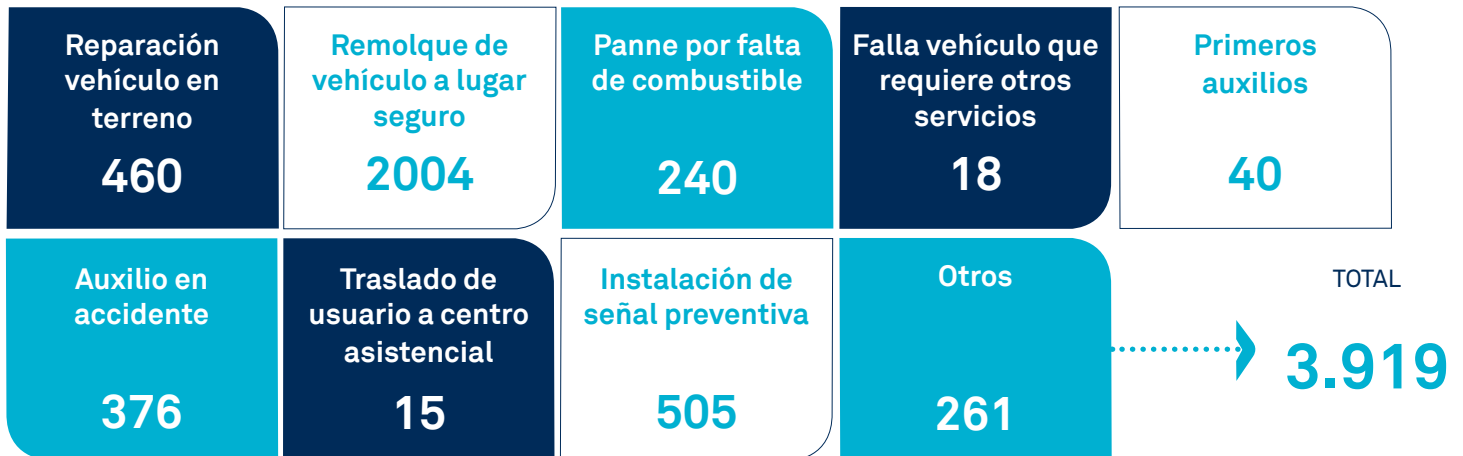 Reparación
vehículo en
terreno
460
Remolque de
vehículo a lugar
seguro
2004
Panne por falta
de combustible
240
Falla vehículo que
requiere otros
servicios
18
Primeros
auxilios
40
Auxilio en
accidente
376
Traslado de
usuario a centro
asistencial
15
Instalación de
señal preventiva
505
Otros
261
TOTAL
3.919